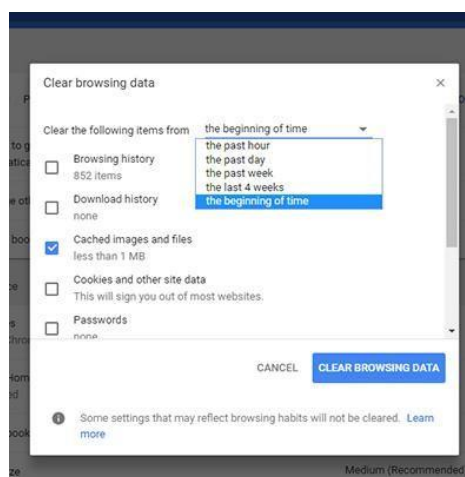 Clear browsing data
Clear the following items from the beginning of time
the past hour
the past day
the past week
the last 4 weeks
the beginning of time
Browsing history
852 items
Download history
none
Cached images and files
less than 1 MB
Cookies and other site data
This will sign you out of most websites.
Passwords
none
CANCEL CLEAR BROWSING DATA
Some settings that may reflect browsing habits will not be cleared. Learn
more
Medium (Recommended)